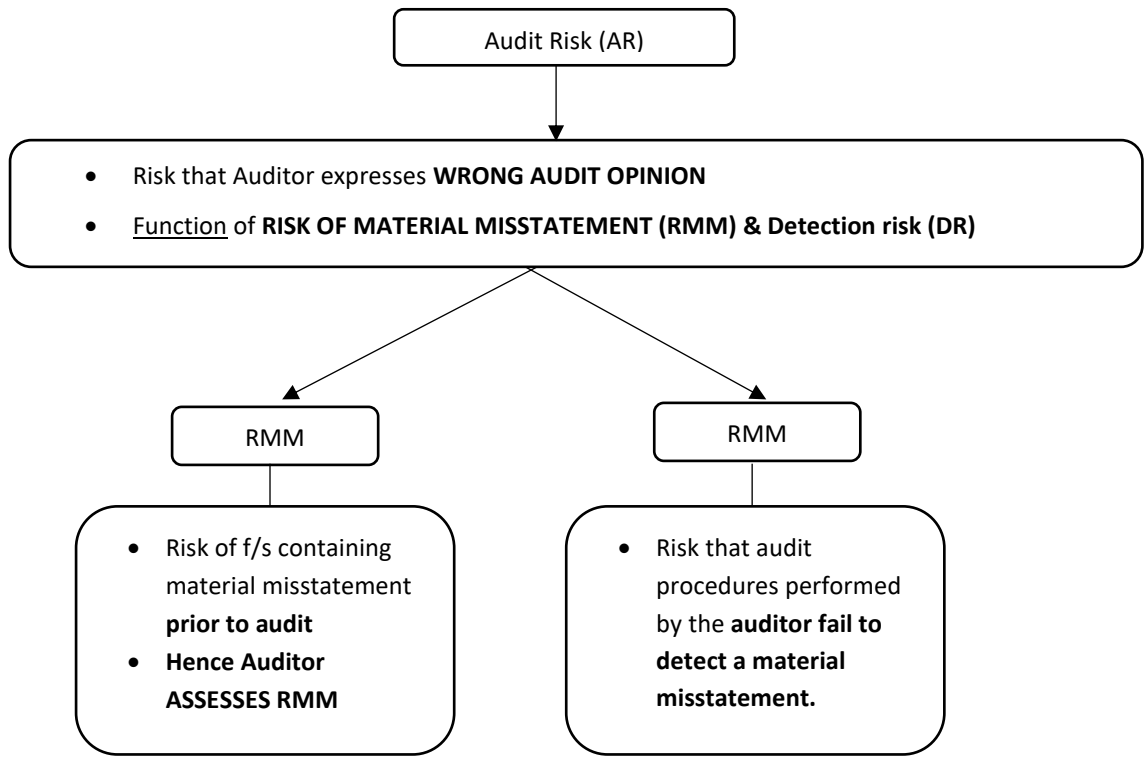 Audit Risk (AR)
• Risk that Auditor expresses WRONG AUDIT OPINION
• Function of RISK OF MATERIAL MISSTATEMENT (RMM) & Detection risk (DR)
RMM
RMM
• Risk of f/s containing
material misstatement
prior to audit
• Hence Auditor
ASSESSES RMM
• Risk that audit
procedures performed
by the auditor fail to
detect a material
misstatement.